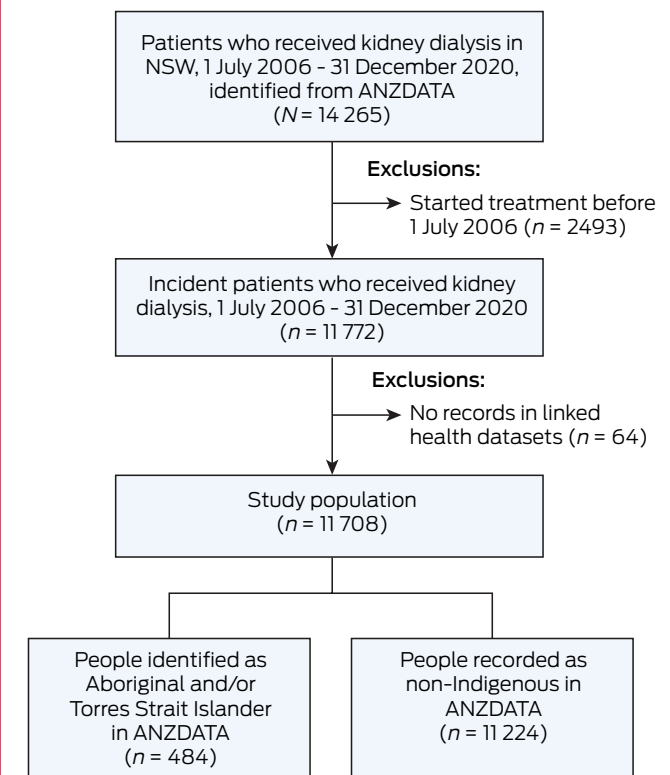 Patients who received kidney dialysis in
NSW, 1 July 2006 - 31 December 2020,
identified from ANZDATA
(N = 14 265)
Exclusions:
Started treatment before
1 July 2006 (n = 2493)
Incident patients who received kidney
dialysis, 1 July 2006 - 31 December 2020
(n = 11 772)
Exclusions:
No records in linked
health datasets (n = 64)
Study population
(n = 11 708)
People identified as
Aboriginal and/or
Torres Strait Islander
in ANZDATA
(n = 484)
People recorded as
non-Indigenous in
ANZDATA
(n = 11 224)